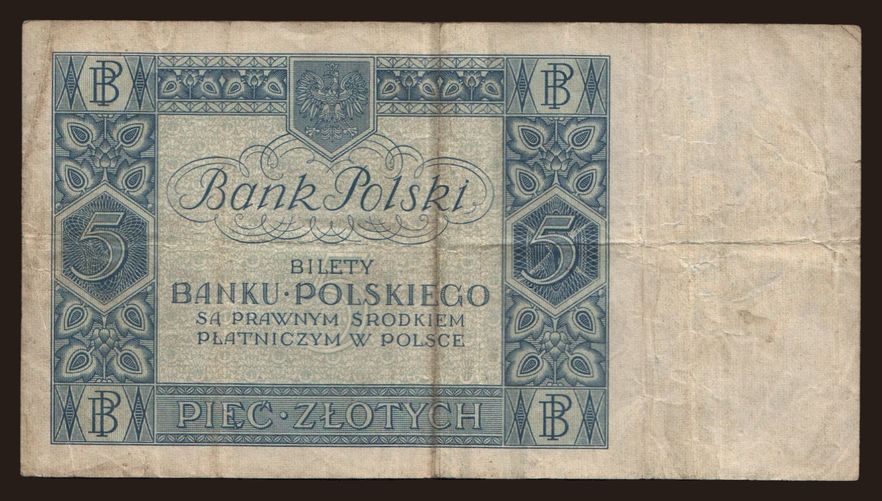 BP BP
Bank Polski
5 5
BILETY
BANKU·POLSKIEGO
SĄ PRAWNYM ŚRODKIEM
PŁATNICZYM W POLSCE
BP PIĘĆ·ZŁOTYCH BP